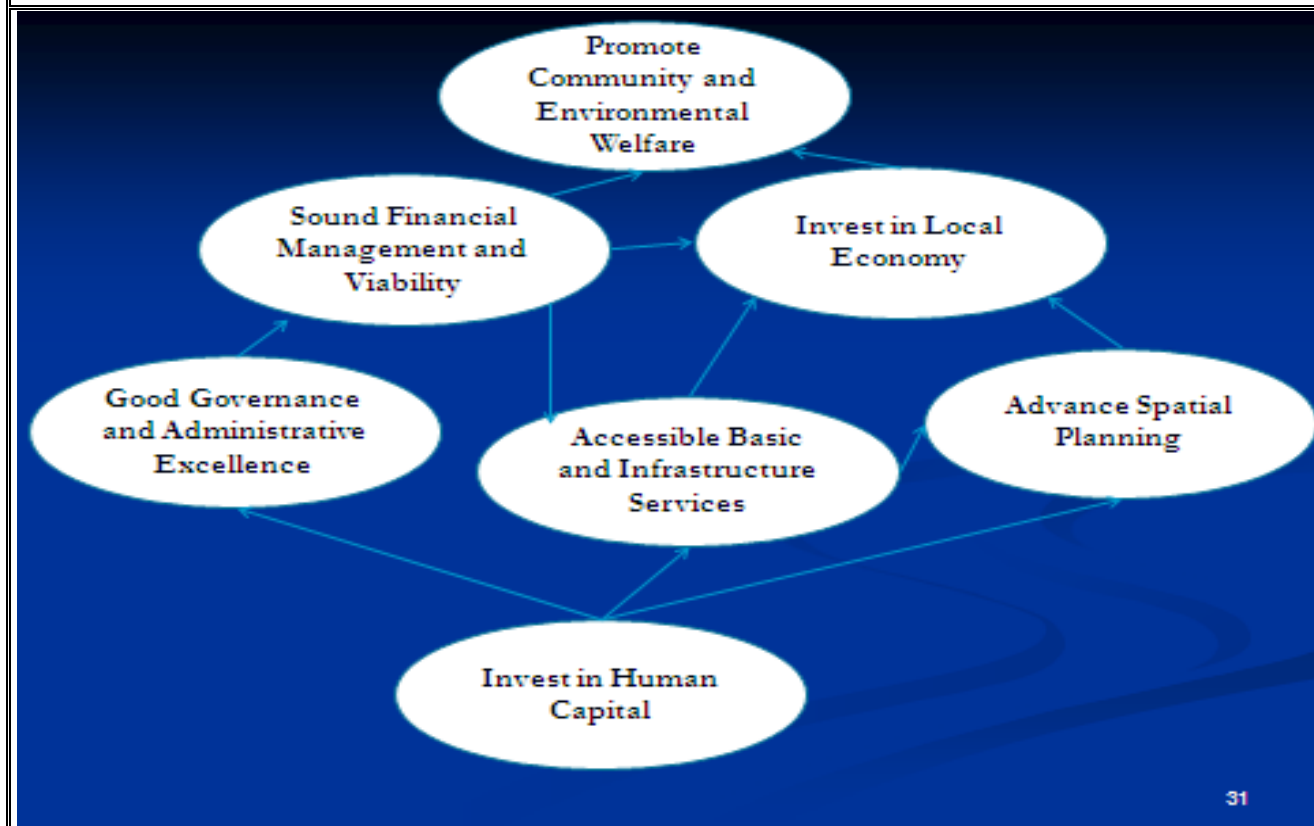 Promote
Community and
Environmental
Welfare
Sound Financial
Management and
Viability
Invest in Local
Economy
Good Governance
and Administrative
Excellence
Accessible Basic
and Infrastructure
Services
Advance Spatial
Planning
Invest in Human
Capital
31